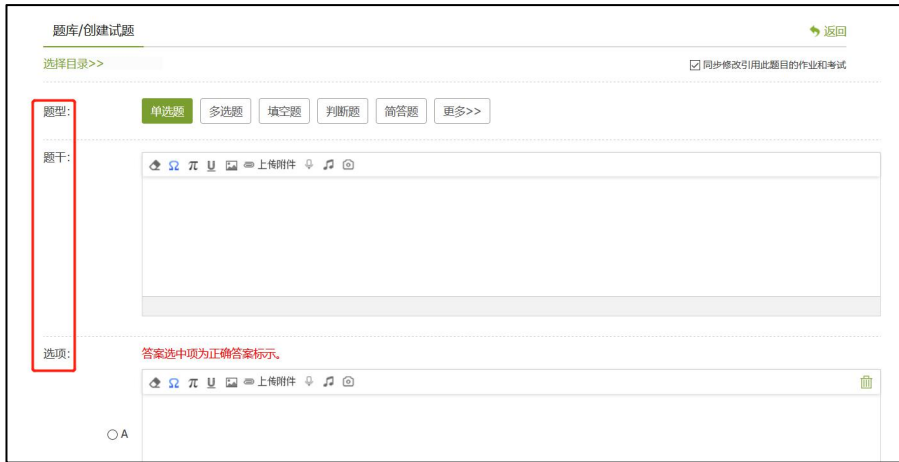 题库/创建试题 返回
选择目录>> 同步修改引用此题目的作业和考试
题型: 单选题 多选题 填空题 判断题 简答题 更多>>
题干:
Ω π U 上传附件
选项: 答案选中项为正确答案标示。
Ω π U 上传附件
A